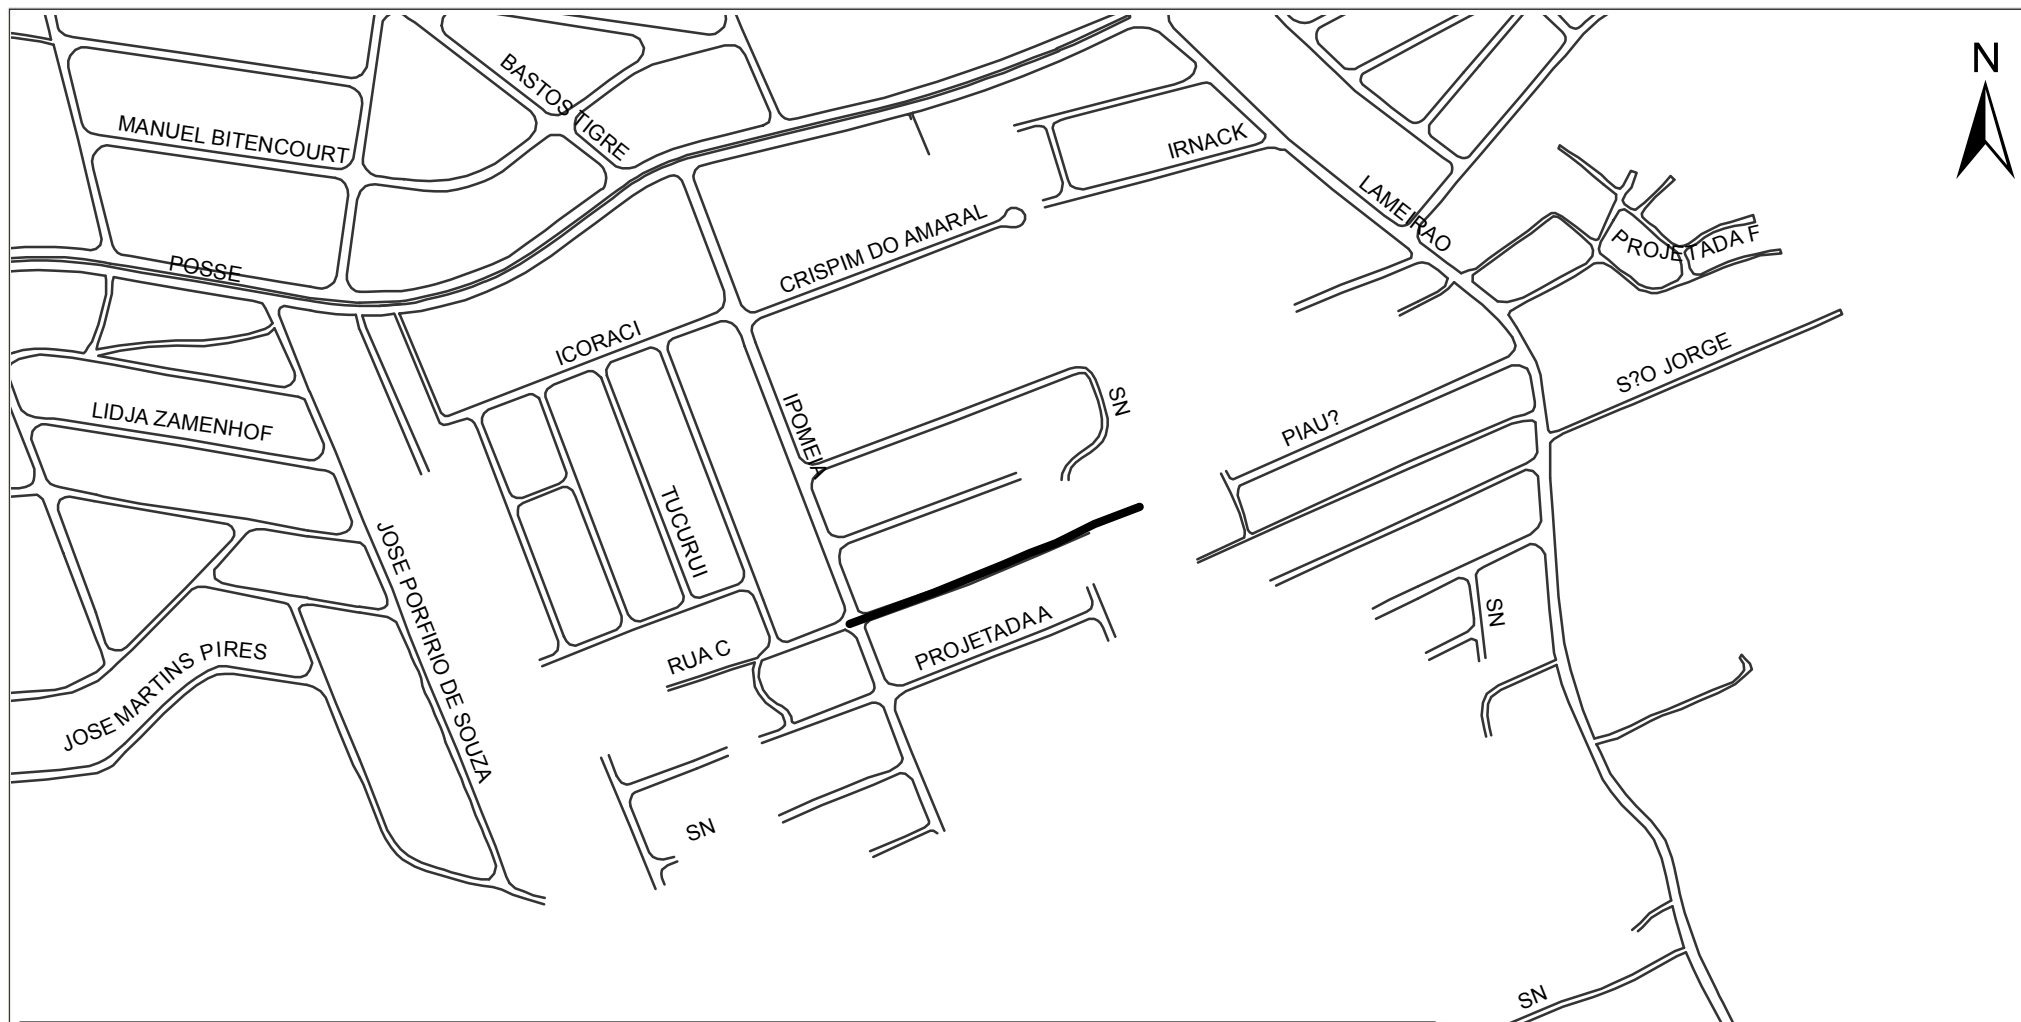 N
BASTOS TIGRE
MANUEL BITENCOURT
IRNACK
LAMEIRAO
CRISPIM DO AMARAL
PROJETADA F
POSSE
ICORACI
S?O JORGE
LIDJA ZAMENHOF
IPOMEIA
SN
PIAU?
TUCURUI
JOSE PORFIRIO DE SOUZA
SN
JOSE MARTINS PIRES
RUA C
PROJETADA A
SN
SN